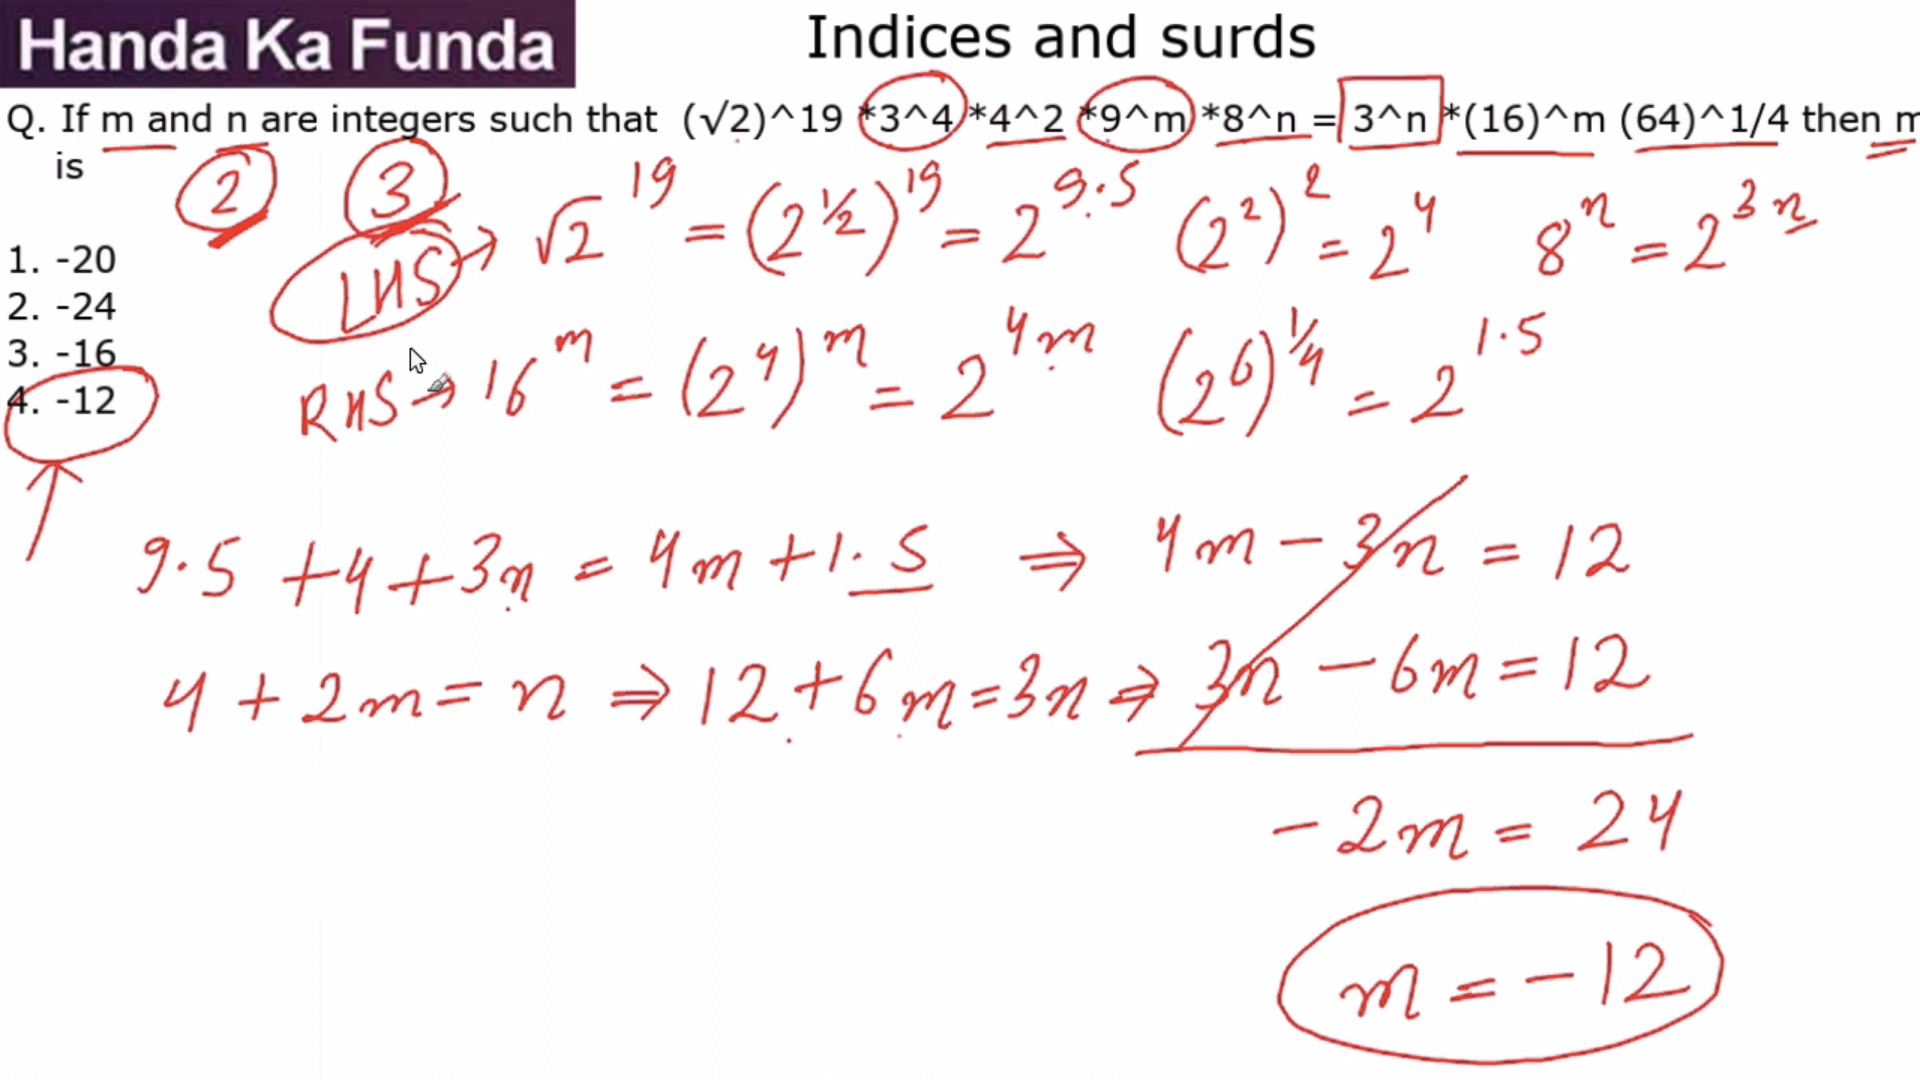 Handa Ka Funda
Indices and surds
Q. If m and n are integers such that (√2)^19 *3^4 *4^2 *9^m *8^n = 3^n *(16)^m (64)^1/4 then m
is
2 3
LHS → √2^19 = (2^½)^19 = 2^9.5 (2^2)^2 = 2^4 8^n = 2^3n
1. -20
2. -24
3. -16
4. -12
RHS → 16^m = (2^4)^m = 2^4m (2^6)^¼ = 2^1.5
9.5 + 4 + 3n = 4m + 1.5 ⇒ 4m - 3n = 12
4 + 2m = n ⇒ 12 + 6m = 3n ⇒ 3n - 6m = 12
-2m = 24
m = -12